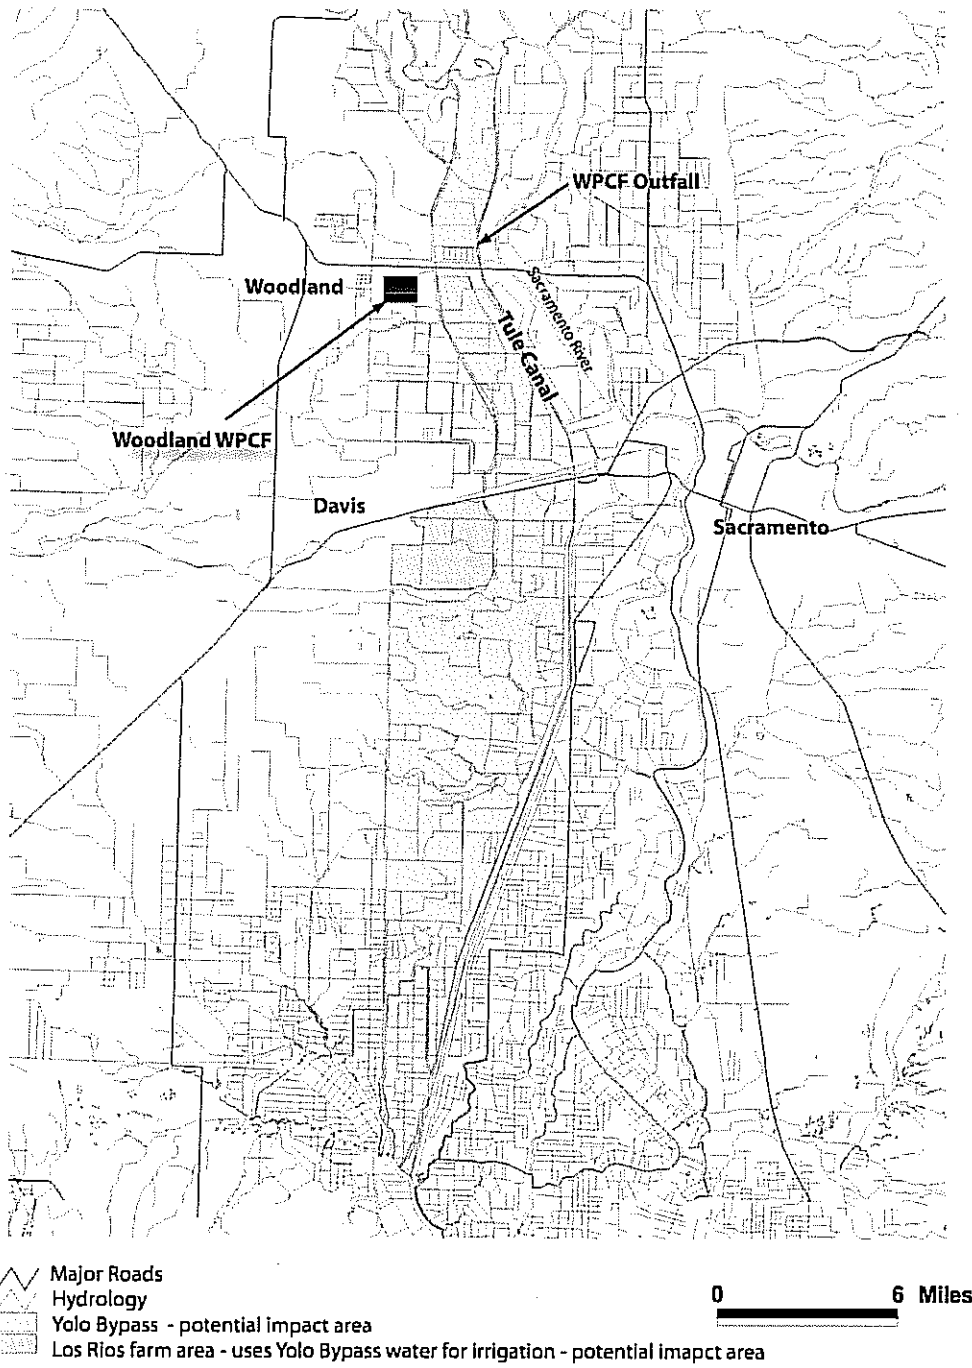 WPCF Outfall
Woodland
Sacramento River
Tule Canal
Woodland WPCF
Davis
Sacramento
Major Roads
Hydrology
Yolo Bypass - potential impact area
Los Rios farm area - uses Yolo Bypass water for irrigation - potential imapct area
0 6 Miles